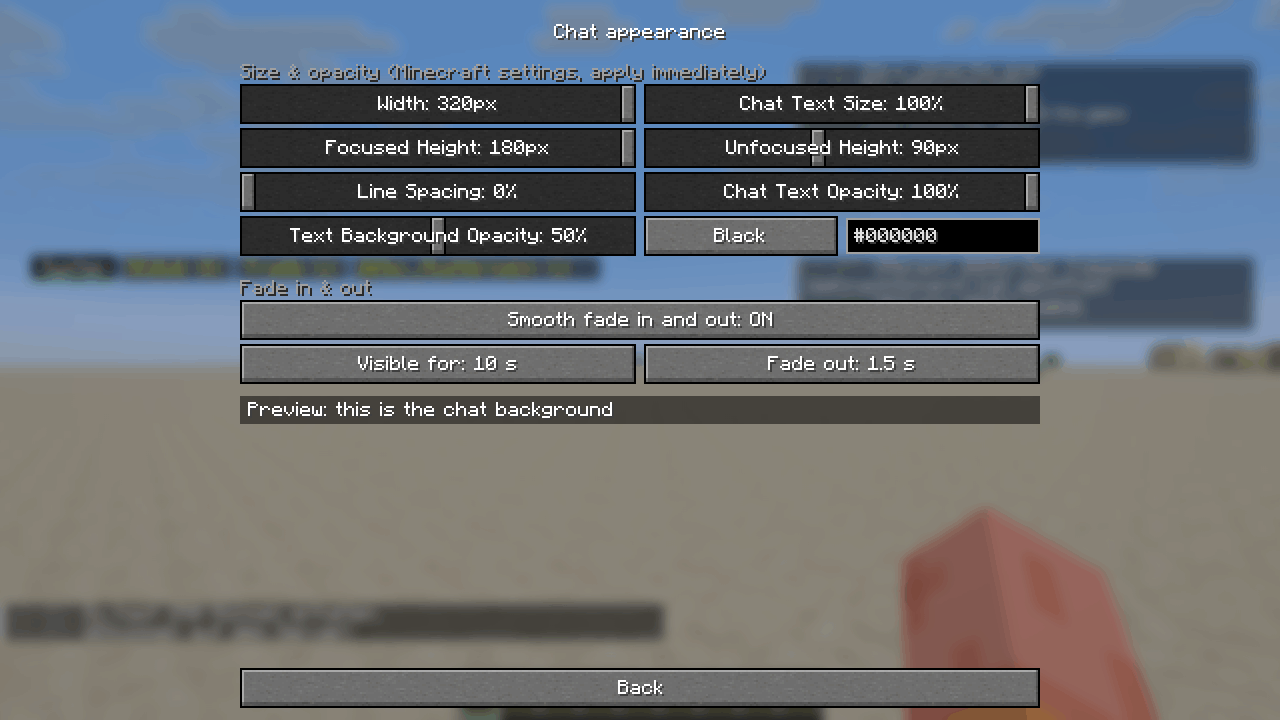 Chat appearance
Size & opacity (Minecraft settings, apply immediately)
Width: 320px
Chat Text Size: 100%
Focused Height: 180px
Unfocused Height: 90px
Line Spacing: 0%
Chat Text Opacity: 100%
Text Background Opacity: 50%
Black
#000000
Fade in & out
Smooth fade in and out: ON
Visible for: 10 s
Fade out: 1.5 s
Preview: this is the chat background
Back